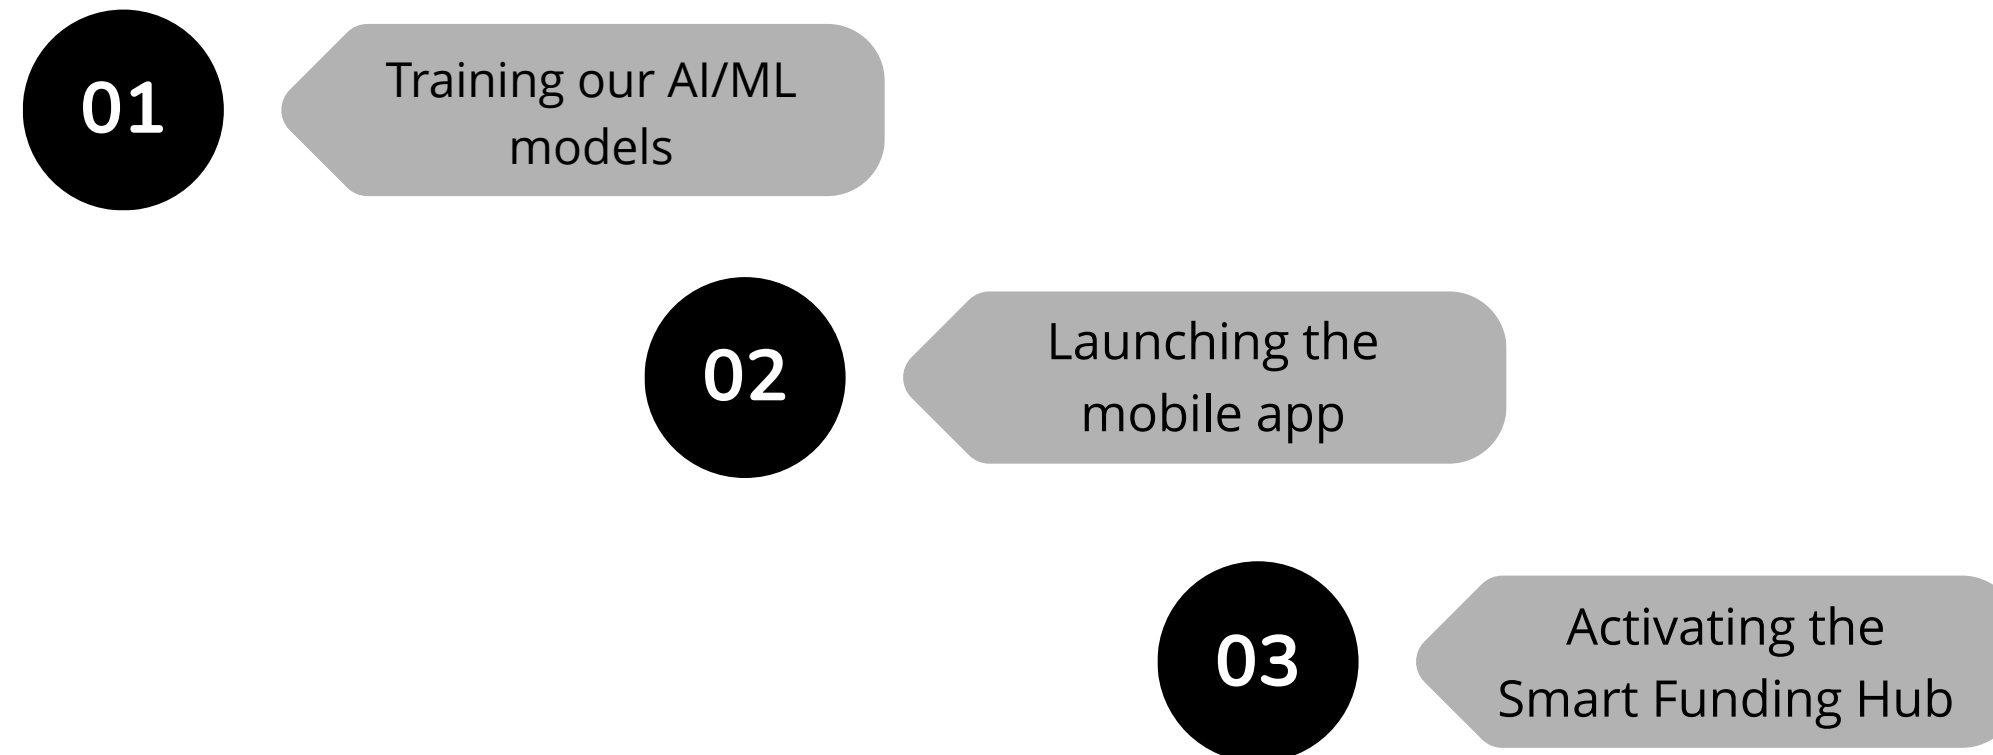 01
Training our AI/ML
models
02
Launching the
mobile app
03
Activating the
Smart Funding Hub